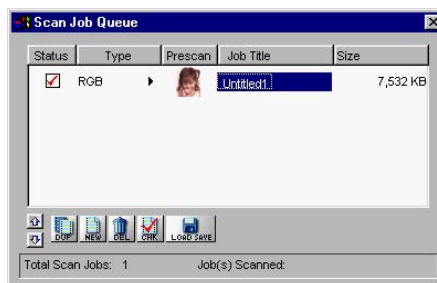 Scan Job Queue
Status Type Prescan Job Title Size
RGB Untitled1 7,532 KB
DUP NEW DEL CHK LOAD SAVE
Total Scan Jobs: 1 Job(s) Scanned: